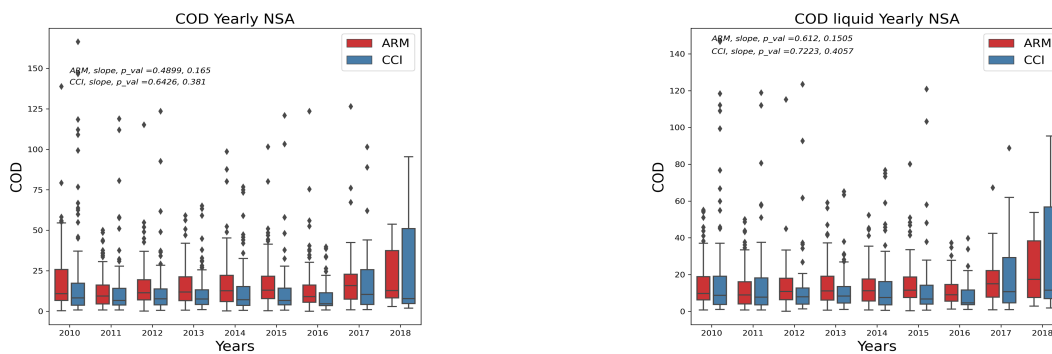 COD Yearly NSA
COD
150
125
100
75
50
25
0
ARM, slope, p_val =0.4899, 0.165
CCI, slope, p_val =0.6426, 0.381
ARM
CCI
2010 2011 2012 2013 2014 2015 2016 2017 2018
Years
COD liquid Yearly NSA
COD
140
120
100
80
60
40
20
0
ARM, slope, p_val =0.612, 0.1505
CCI, slope, p_val =0.7223, 0.4057
ARM
CCI
2010 2011 2012 2013 2014 2015 2016 2017 2018
Years